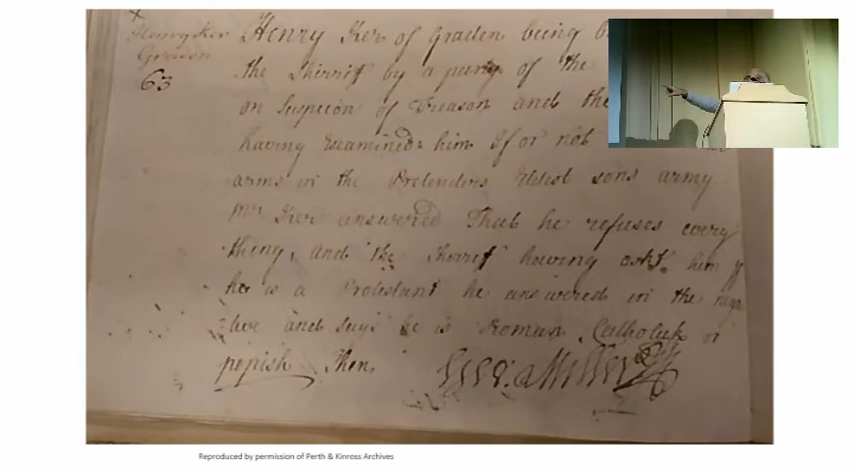 Henry Ker
Graden
63
Henry Ker of Graden being
the Shirrif by a party of the
on Suspicion of Treason and the
having Examined him If or not
arms in the Pretenders Eldest sons army
Mr Ker answered That he refuses every
thing, and the Shirrif having askt. him if
he is a Protestant he answered in the nega
=tive and says he is Roman Catholick or
popish. Then.
Geo: Miller
Reproduced by permission of Perth & Kinross Archives